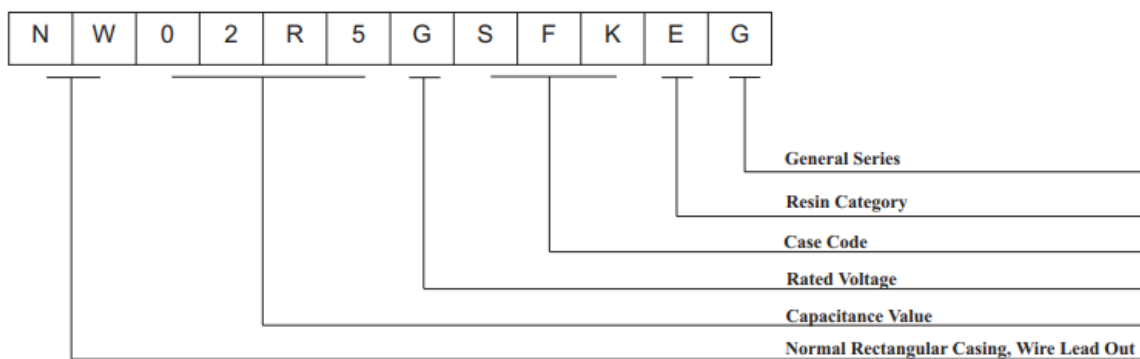 N W 0 2 R 5 G S F K E G
General Series
Resin Category
Case Code
Rated Voltage
Capacitance Value
Normal Rectangular Casing, Wire Lead Out